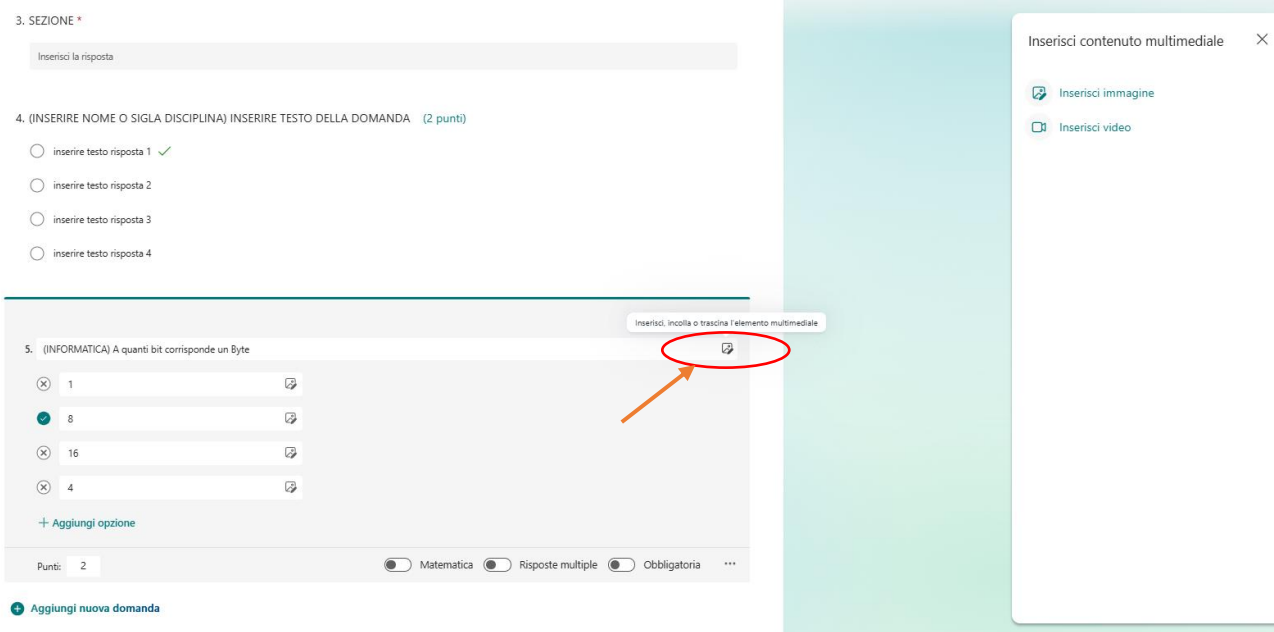 3. SEZIONE *
Inserisci la risposta
4. (INSERIRE NOME O SIGLA DISCIPLINA) INSERIRE TESTO DELLA DOMANDA (2 punti)
inserire testo risposta 1
inserire testo risposta 2
inserire testo risposta 3
inserire testo risposta 4
Inserisci, incolla o trascina l'elemento multimediale
5. (INFORMATICA) A quanti bit corrisponde un Byte
1
8
16
4
Aggiungi opzione
Punti: 2 Matematica Risposte multiple Obbligatoria ...
Aggiungi nuova domanda
Inserisci contenuto multimediale
Inserisci immagine
Inserisci video